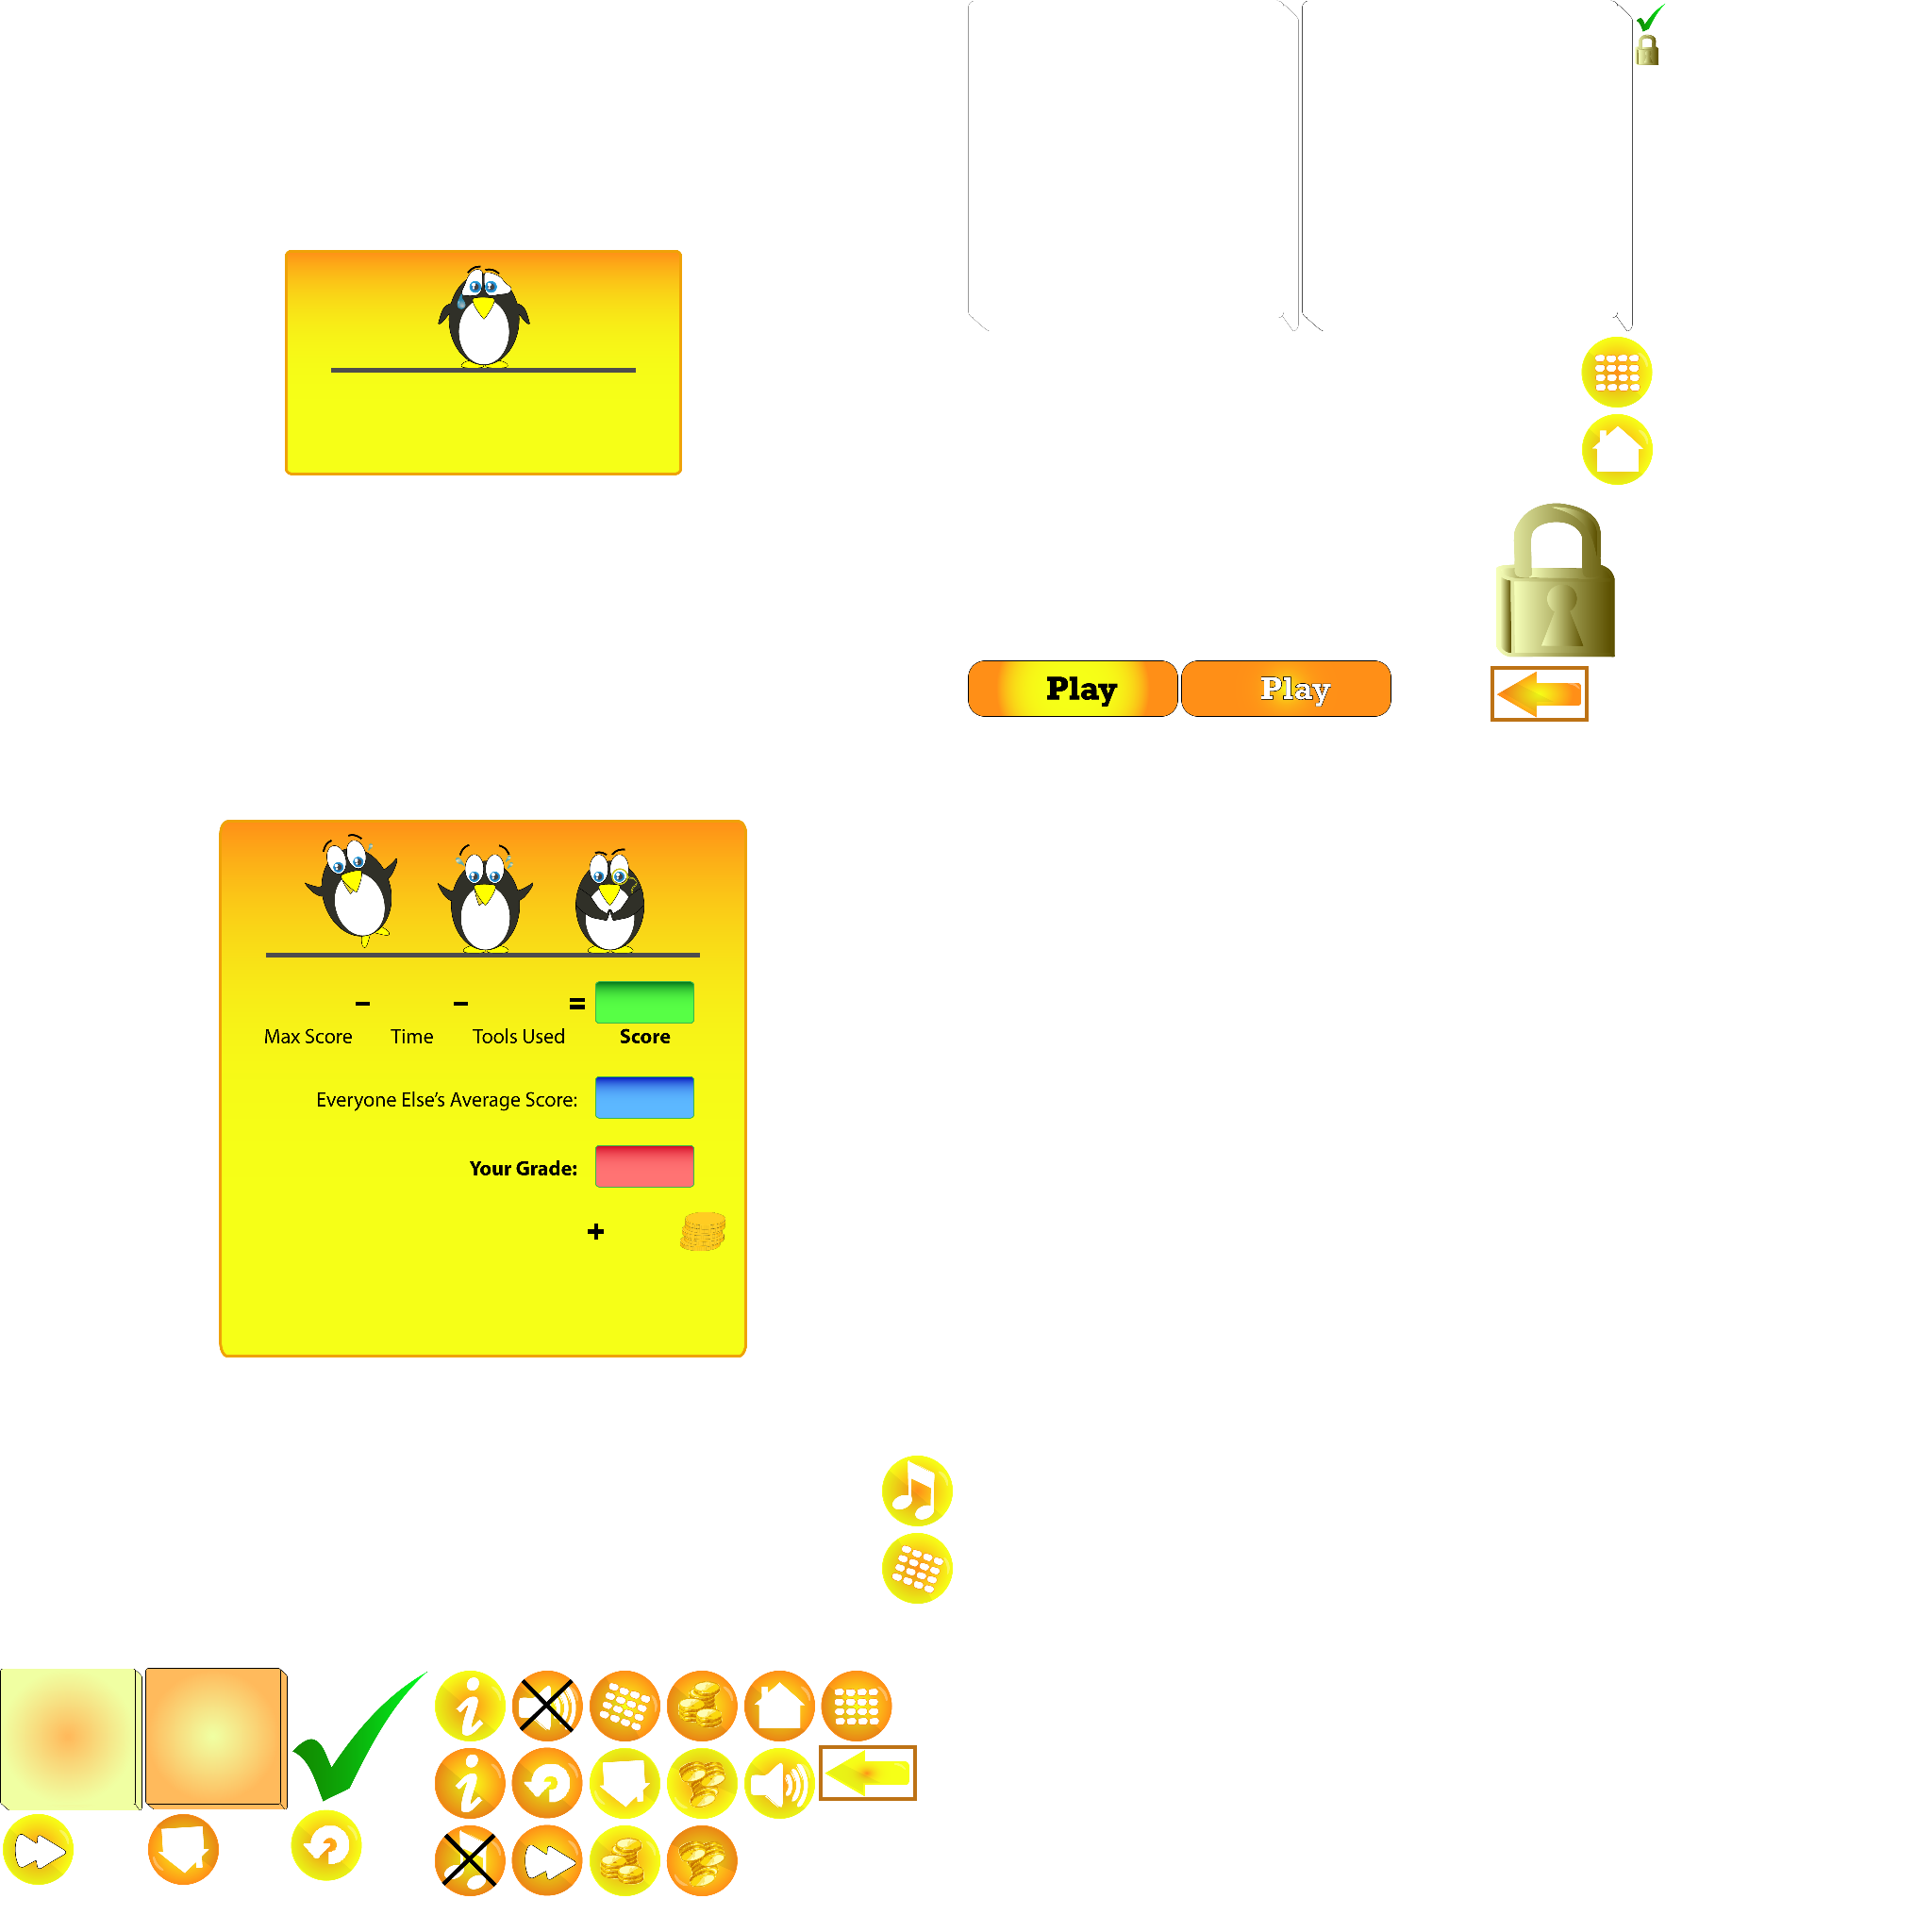 Play
Play
– – =
Max Score Time Tools Used Score
Everyone Else's Average Score:
Your Grade:
+
i
i